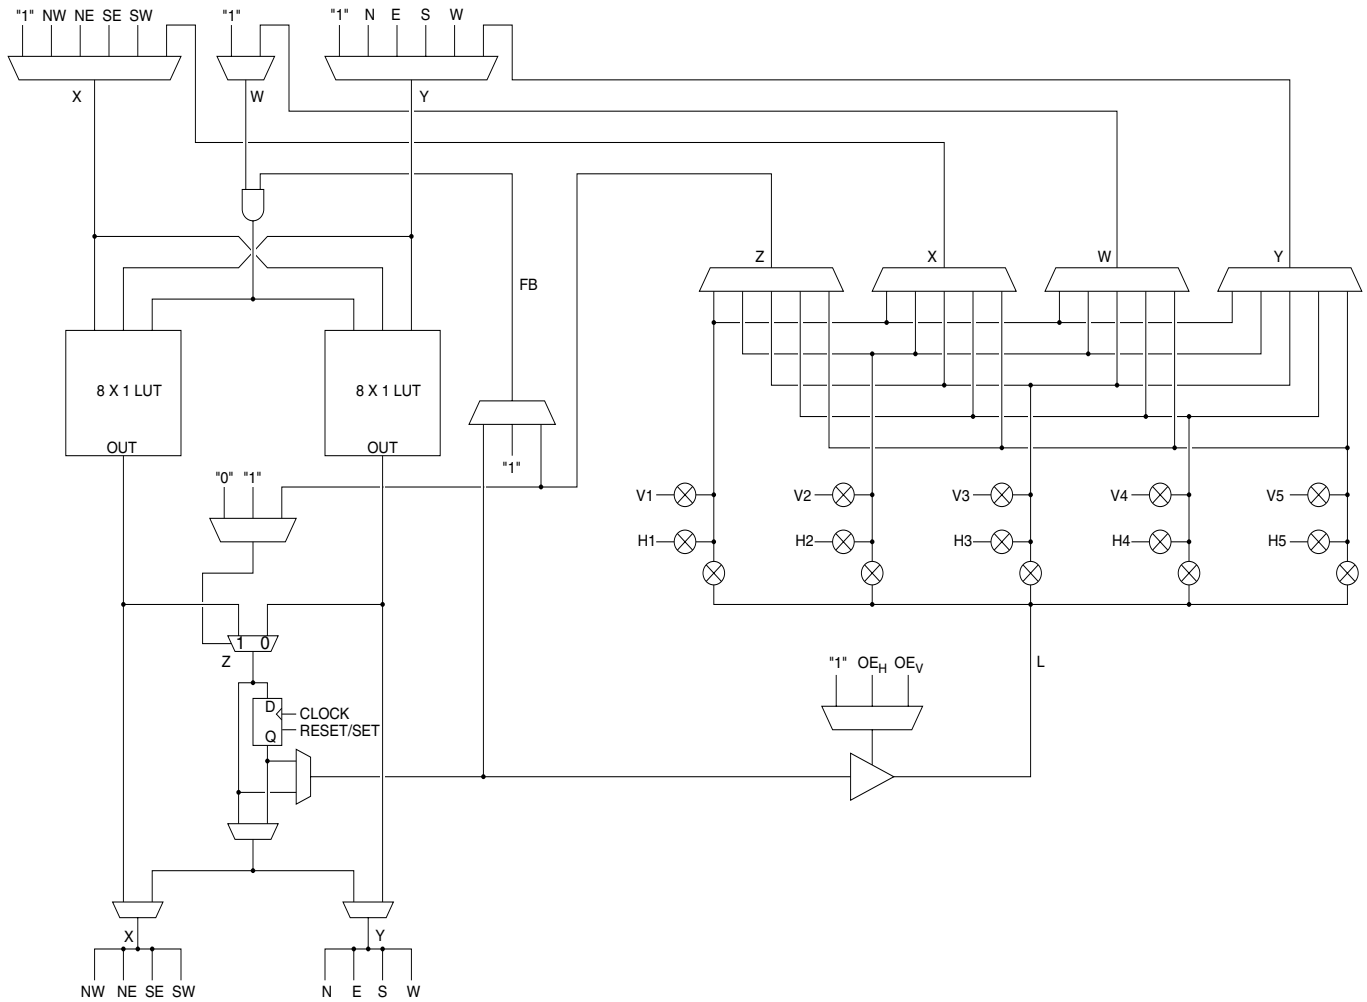 "1" NW NE SE SW "1" "1" N E S W
X W Y
Z X W Y
FB
8 X 1 LUT 8 X 1 LUT
OUT OUT
"1"
"0" "1"
V1 V2 V3 V4 V5
H1 H2 H3 H4 H5
1 0
Z "1" OEH OEV L
D
CLOCK
RESET/SET
Q
X Y
NW NE SE SW N E S W